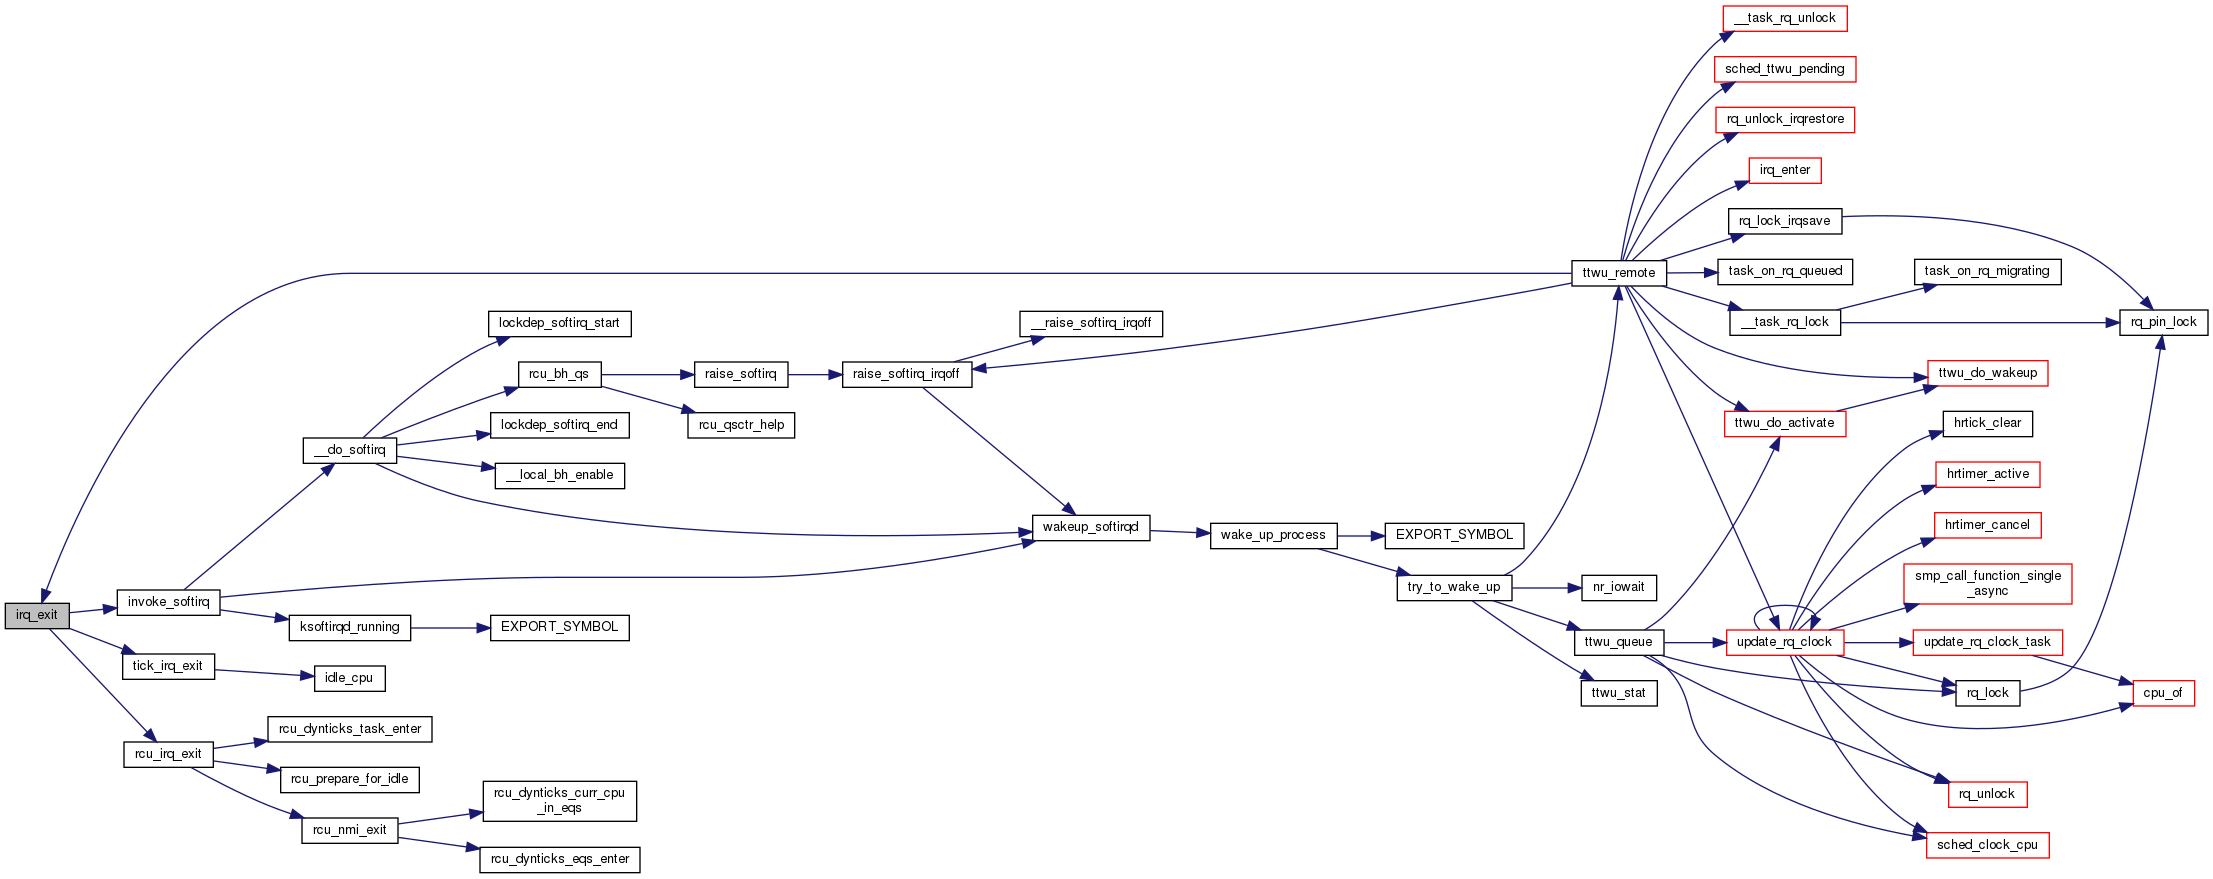 __task_rq_unlock
sched_ttwu_pending
rq_unlock_irqrestore
irq_enter
rq_lock_irqsave
ttwu_remote
task_on_rq_queued
task_on_rq_migrating
lockdep_softirq_start
__raise_softirq_irqoff
__task_rq_lock
rq_pin_lock
rcu_bh_qs
raise_softirq
raise_softirq_irqoff
ttwu_do_wakeup
lockdep_softirq_end
rcu_qsctr_help
ttwu_do_activate
hrtick_clear
__do_softirq
__local_bh_enable
hrtimer_active
wakeup_softirqd
wake_up_process
EXPORT_SYMBOL
hrtimer_cancel
try_to_wake_up
nr_iowait
smp_call_function_single
_async
irq_exit
invoke_softirq
ksoftirqd_running
EXPORT_SYMBOL
ttwu_queue
update_rq_clock
update_rq_clock_task
tick_irq_exit
idle_cpu
ttwu_stat
rq_lock
cpu_of
rcu_dynticks_task_enter
rcu_irq_exit
rcu_prepare_for_idle
rcu_dynticks_curr_cpu
_in_eqs
rq_unlock
rcu_nmi_exit
rcu_dynticks_eqs_enter
sched_clock_cpu